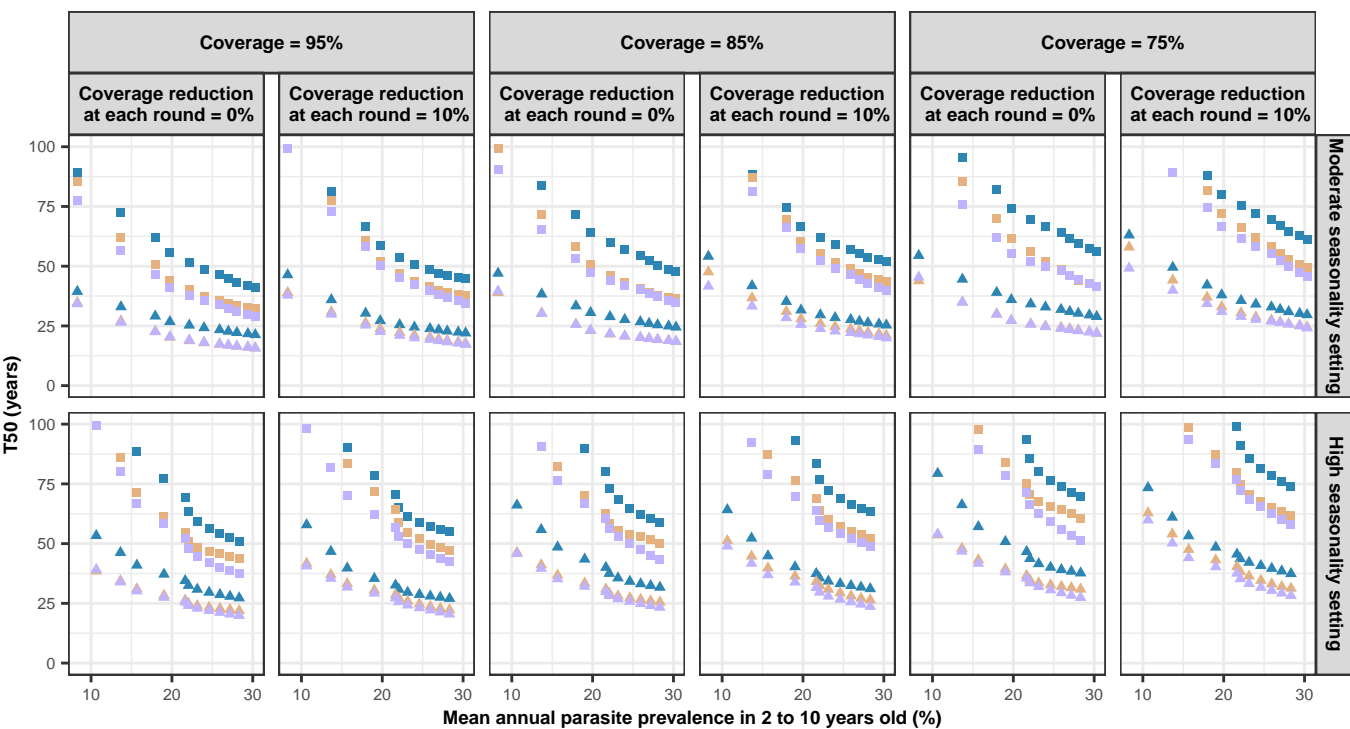 Coverage = 95%
Coverage = 85%
Coverage = 75%
Coverage reduction
at each round = 0%
Coverage reduction
at each round = 10%
Coverage reduction
at each round = 0%
Coverage reduction
at each round = 10%
Coverage reduction
at each round = 0%
Coverage reduction
at each round = 10%
100
75
50
25
0
Moderate seasonality setting
T50 (years)
100
75
50
25
0
High seasonality setting
10 20 30 10 20 30 10 20 30 10 20 30 10 20 30 10 20 30
Mean annual parasite prevalence in 2 to 10 years old (%)